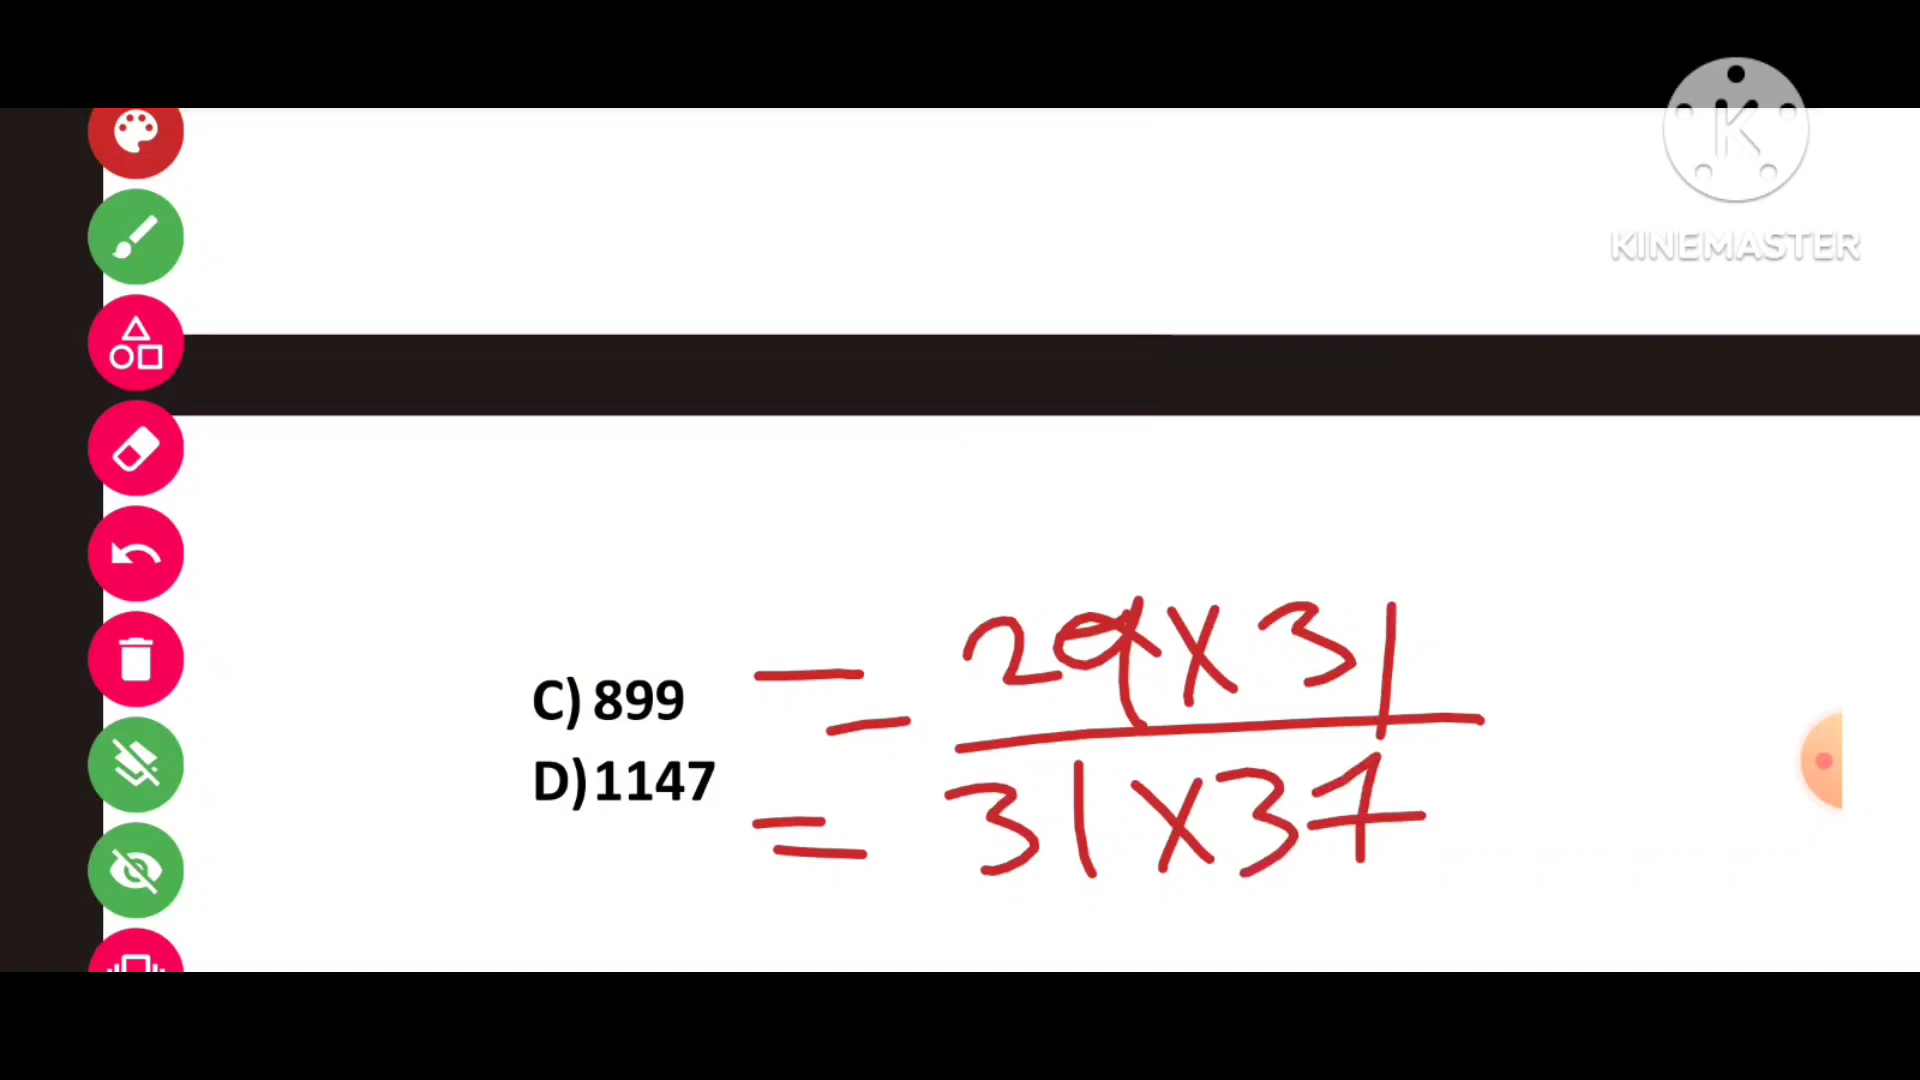 K
KINEMASTER
C) 899 = 29 X 31
D) 1147 = 31 X 37